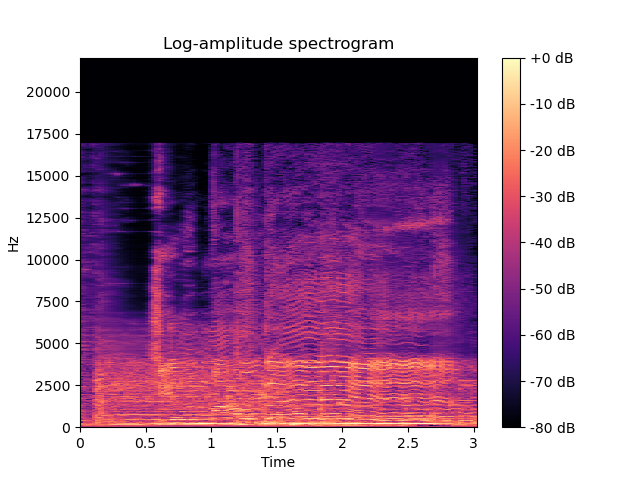 Log-amplitude spectrogram
Hz
20000
17500
15000
12500
10000
7500
5000
2500
0
0 0.5 1 1.5 2 2.5 3
Time
+0 dB
-10 dB
-20 dB
-30 dB
-40 dB
-50 dB
-60 dB
-70 dB
-80 dB